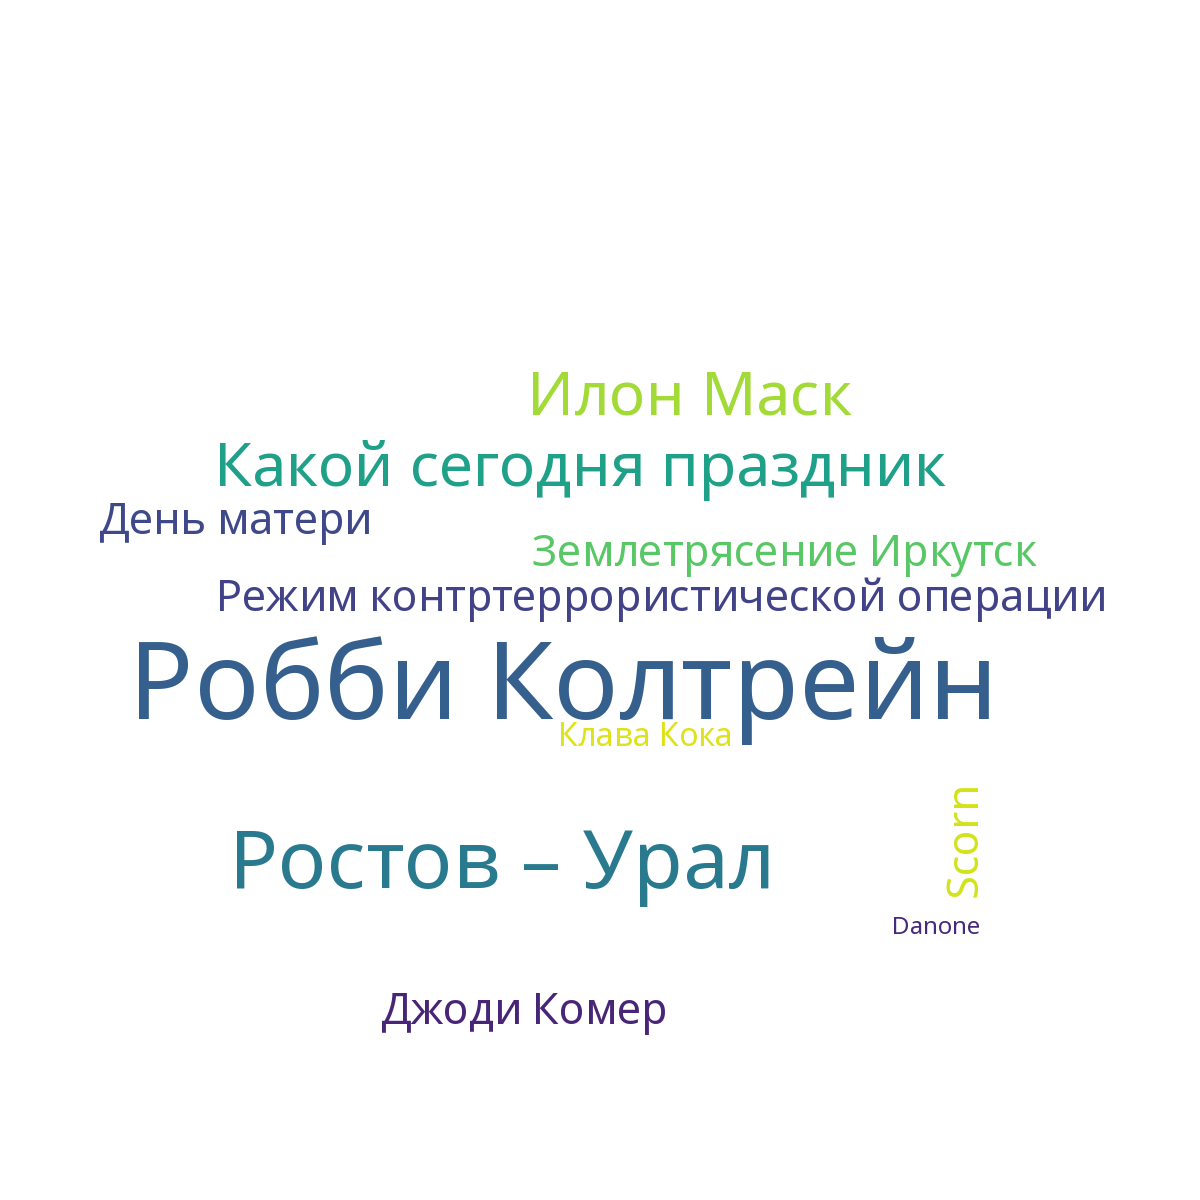 Илон Маск
Какой сегодня праздник
День матери
Землетрясение Иркутск
Режим контртеррористической операции
Робби Колтрейн
Клава Кока
Ростов – Урал
Scorn
Danone
Джоди Комер